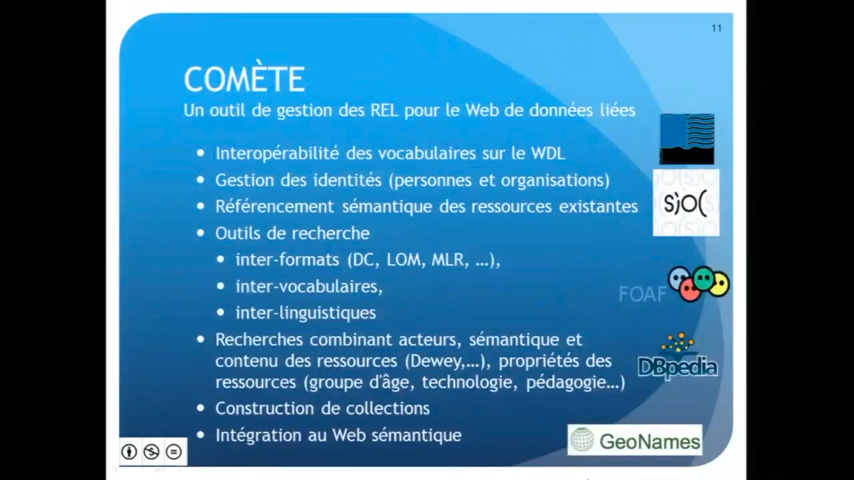 11
COMÈTE
Un outil de gestion des REL pour le Web de données liées
• Interopérabilité des vocabulaires sur le WDL
• Gestion des identités (personnes et organisations)
• Référencement sémantique des ressources existantes
• Outils de recherche
• inter-formats (DC, LOM, MLR, …),
• inter-vocabulaires,
• inter-linguistiques
• Recherches combinant acteurs, sémantique et
contenu des ressources (Dewey,…), propriétés des
ressources (groupe d'âge, technologie, pédagogie…)
• Construction de collections
• Intégration au Web sémantique
FOAF
DBpedia
GeoNames